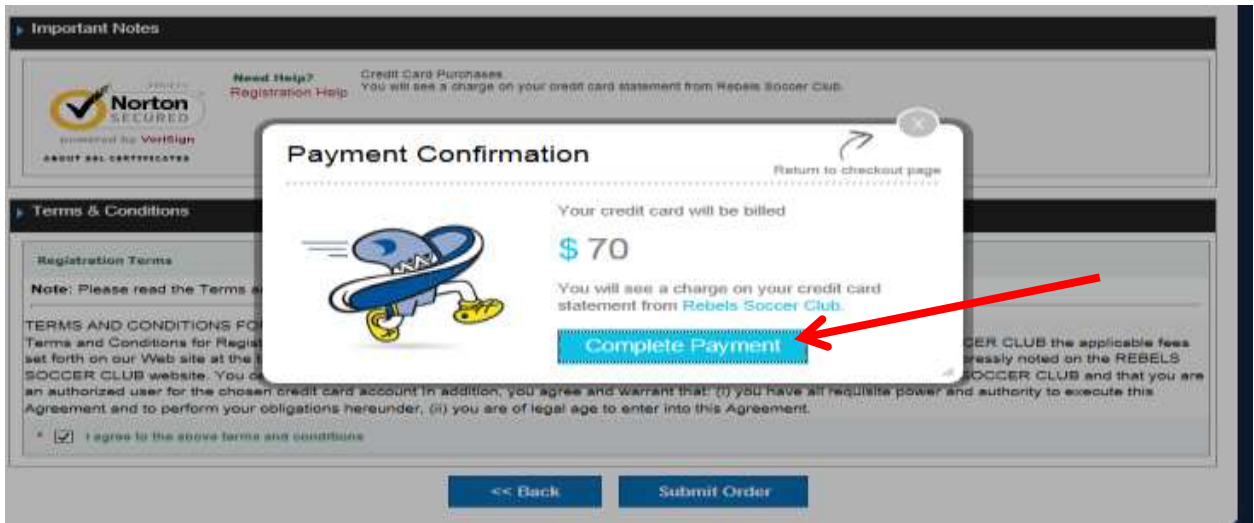 Important Notes
Norton
SECURED
powered by VeriSign
ABOUT SSL CERTIFICATES
Need Help?
Registration Help
Credit Card Purchases.
You will see a charge on your credit card statement from Rebels Soccer Club.
Payment Confirmation
Return to checkout page
Your credit card will be billed
$ 70
You will see a charge on your credit card
statement from Rebels Soccer Club.
Complete Payment
Terms & Conditions
Registration Terms
Note: Please read the Terms
TERMS AND CONDITIONS FO
Terms and Conditions for Regist
CER CLUB the applicable fees
set forth on our Web site at the t
pressly noted on the REBELS
SOCCER CLUB website. You
SOCCER CLUB and that you are
an authorized user for the chosen credit card account in addition, you agree and warrant that: (i) you have all requisite power and authority to execute this
Agreement and to perform your obligations hereunder, (ii) you are of legal age to enter into this Agreement.
* I agree to the above terms and conditions
<< Back
Submit Order